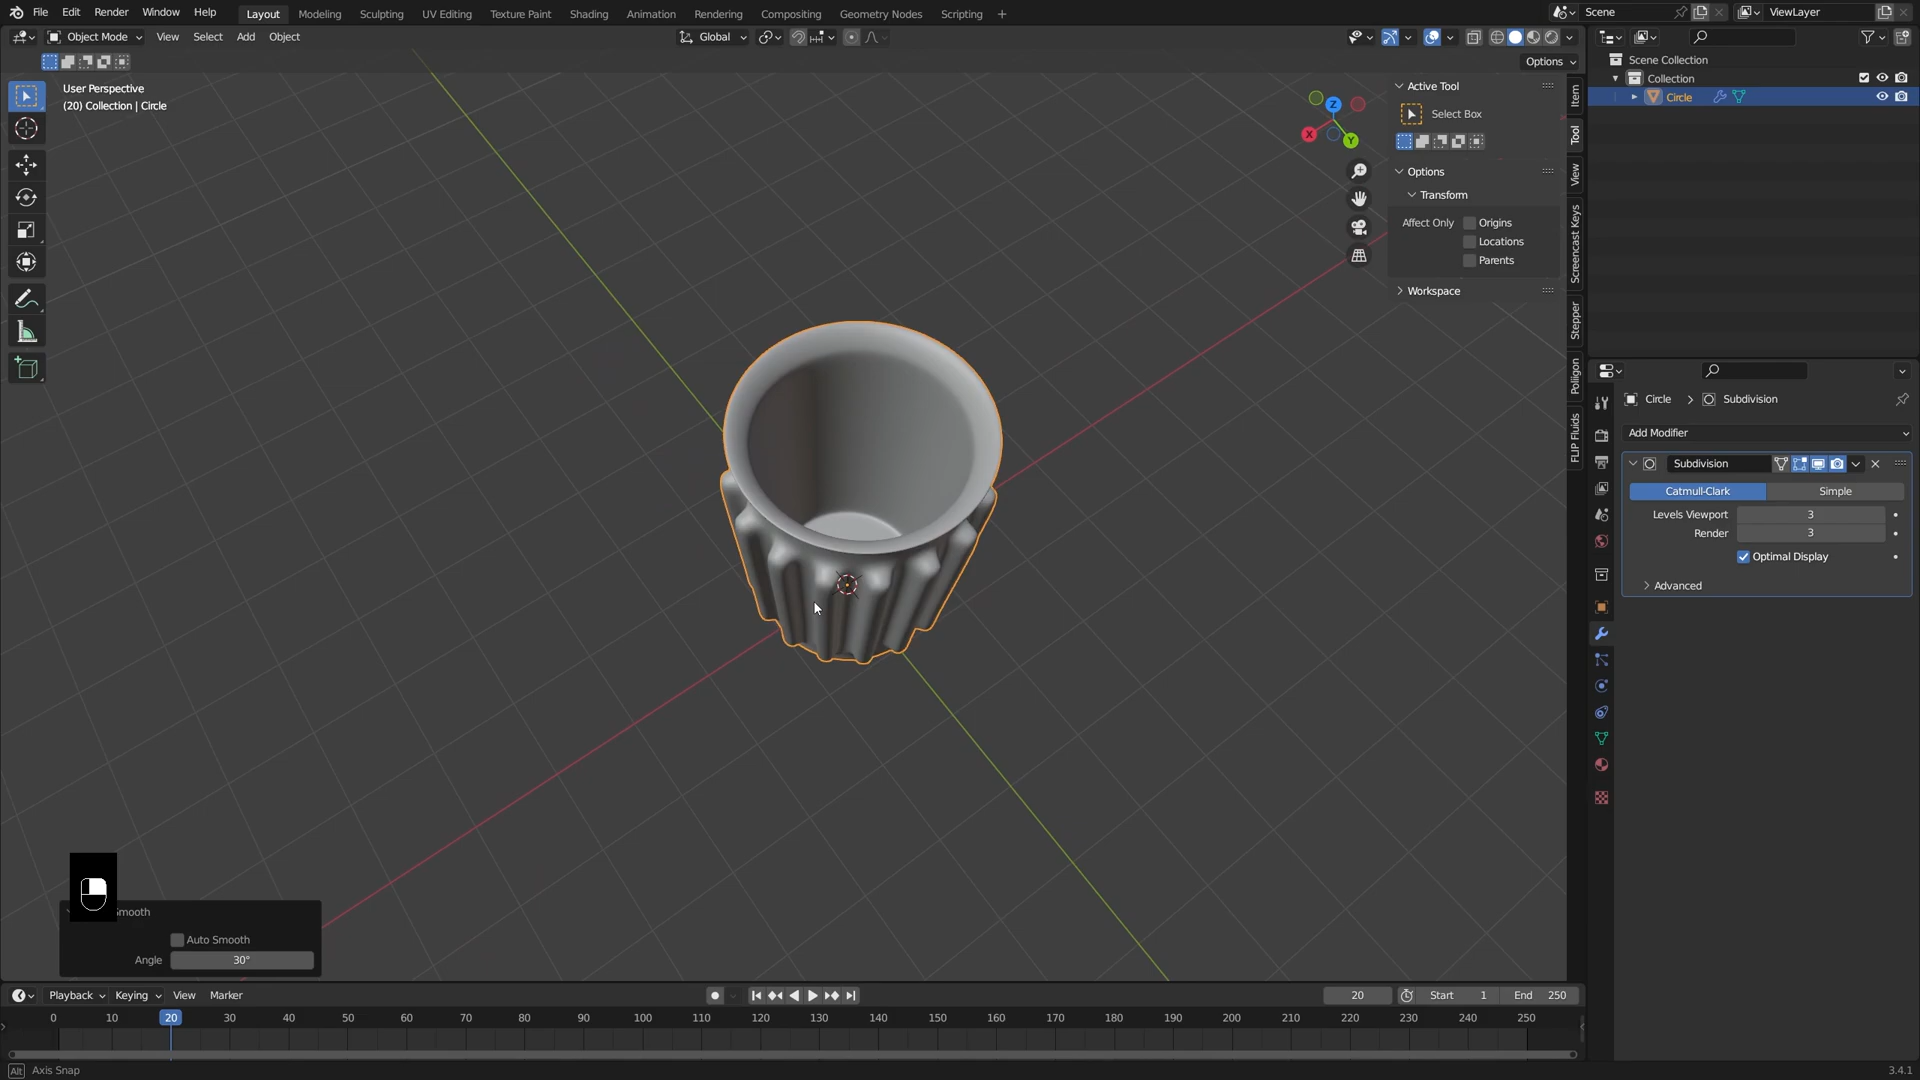 File Edit Render Window Help Layout Modeling Sculpting UV Editing Texture Paint Shading Animation Rendering Compositing Geometry Nodes Scripting + Scene ViewLayer
Object Mode View Select Add Object Global
Options
User Perspective
(20) Collection | Circle
Z
X
Y
Active Tool
Select Box
Options
Transform
Affect Only Origins
Locations
Parents
Workspace
Item
Tool
View
Screencast Keys
Stepper
Poliigon
FLIP Fluids
Scene Collection
Collection
Circle
Circle Subdivision
Add Modifier
Subdivision
Catmull-Clark Simple
Levels Viewport 3
Render 3
Optimal Display
Advanced
Smooth
Auto Smooth
Angle 30°
Playback Keying View Marker 20 Start 1 End 250
0 10 20 30 40 50 60 70 80 90 100 110 120 130 140 150 160 170 180 190 200 210 220 230 240 250
Alt Axis Snap 3.4.1